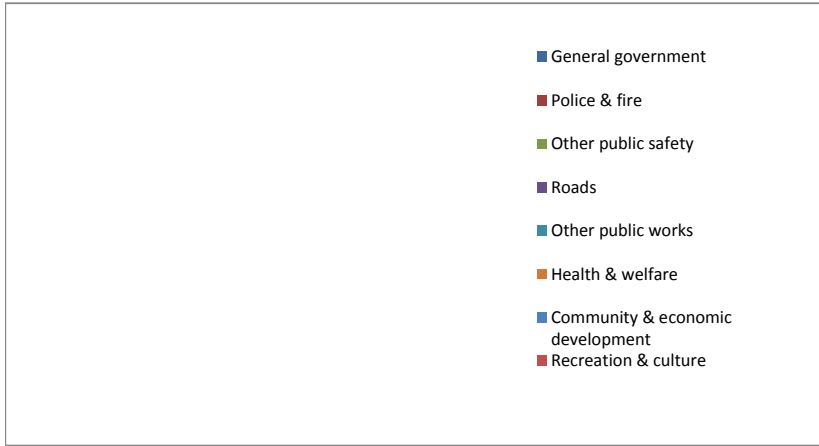 General government
Police & fire
Other public safety
Roads
Other public works
Health & welfare
Community & economic
development
Recreation & culture